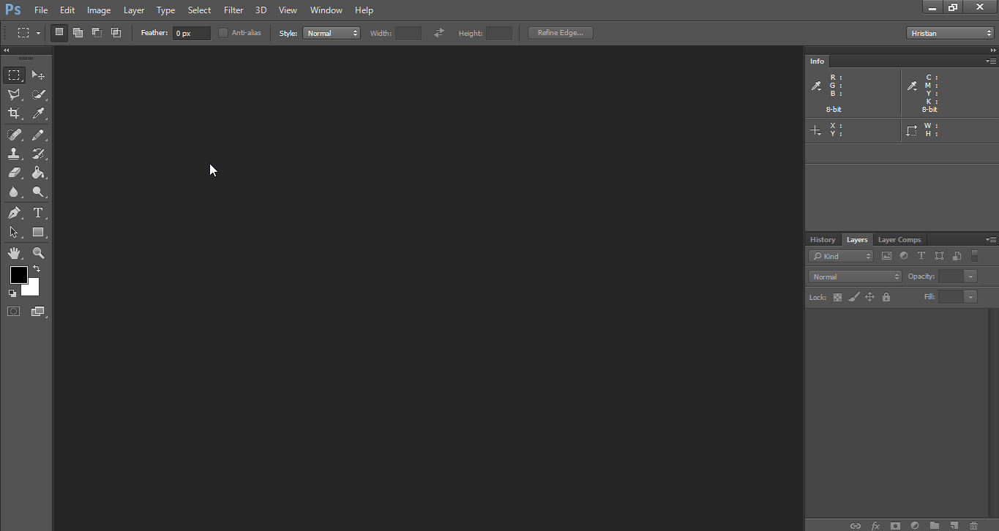 Ps File Edit Image Layer Type Select Filter 3D View Window Help
Feather: 0 px Anti-alias Style: Normal Width: Height: Refine Edge... Hristian
Info
R : C :
G : M :
B : Y :
K :
8-bit 8-bit
X : W :
Y : H :
History Layers Layer Comps
Kind T
Normal Opacity:
Lock: Fill:
T
fx